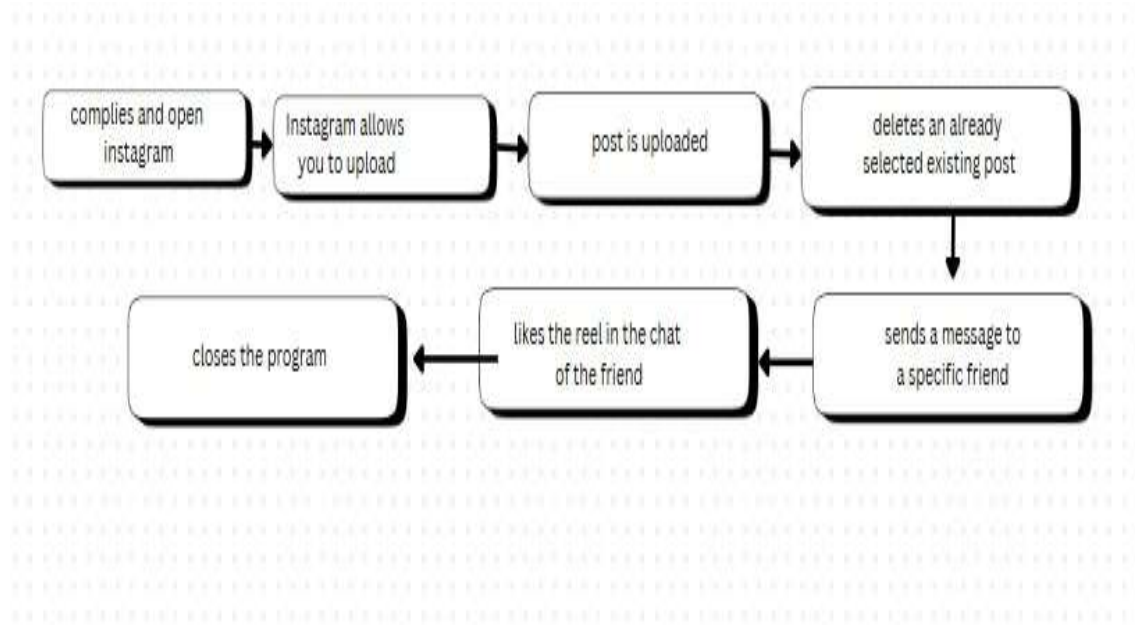 complies and open
instagram
Instagram allows
you to upload
post is uploaded
deletes an already
selected existing post
sends a message to
a specific friend
likes the reel in the chat
of the friend
closes the program